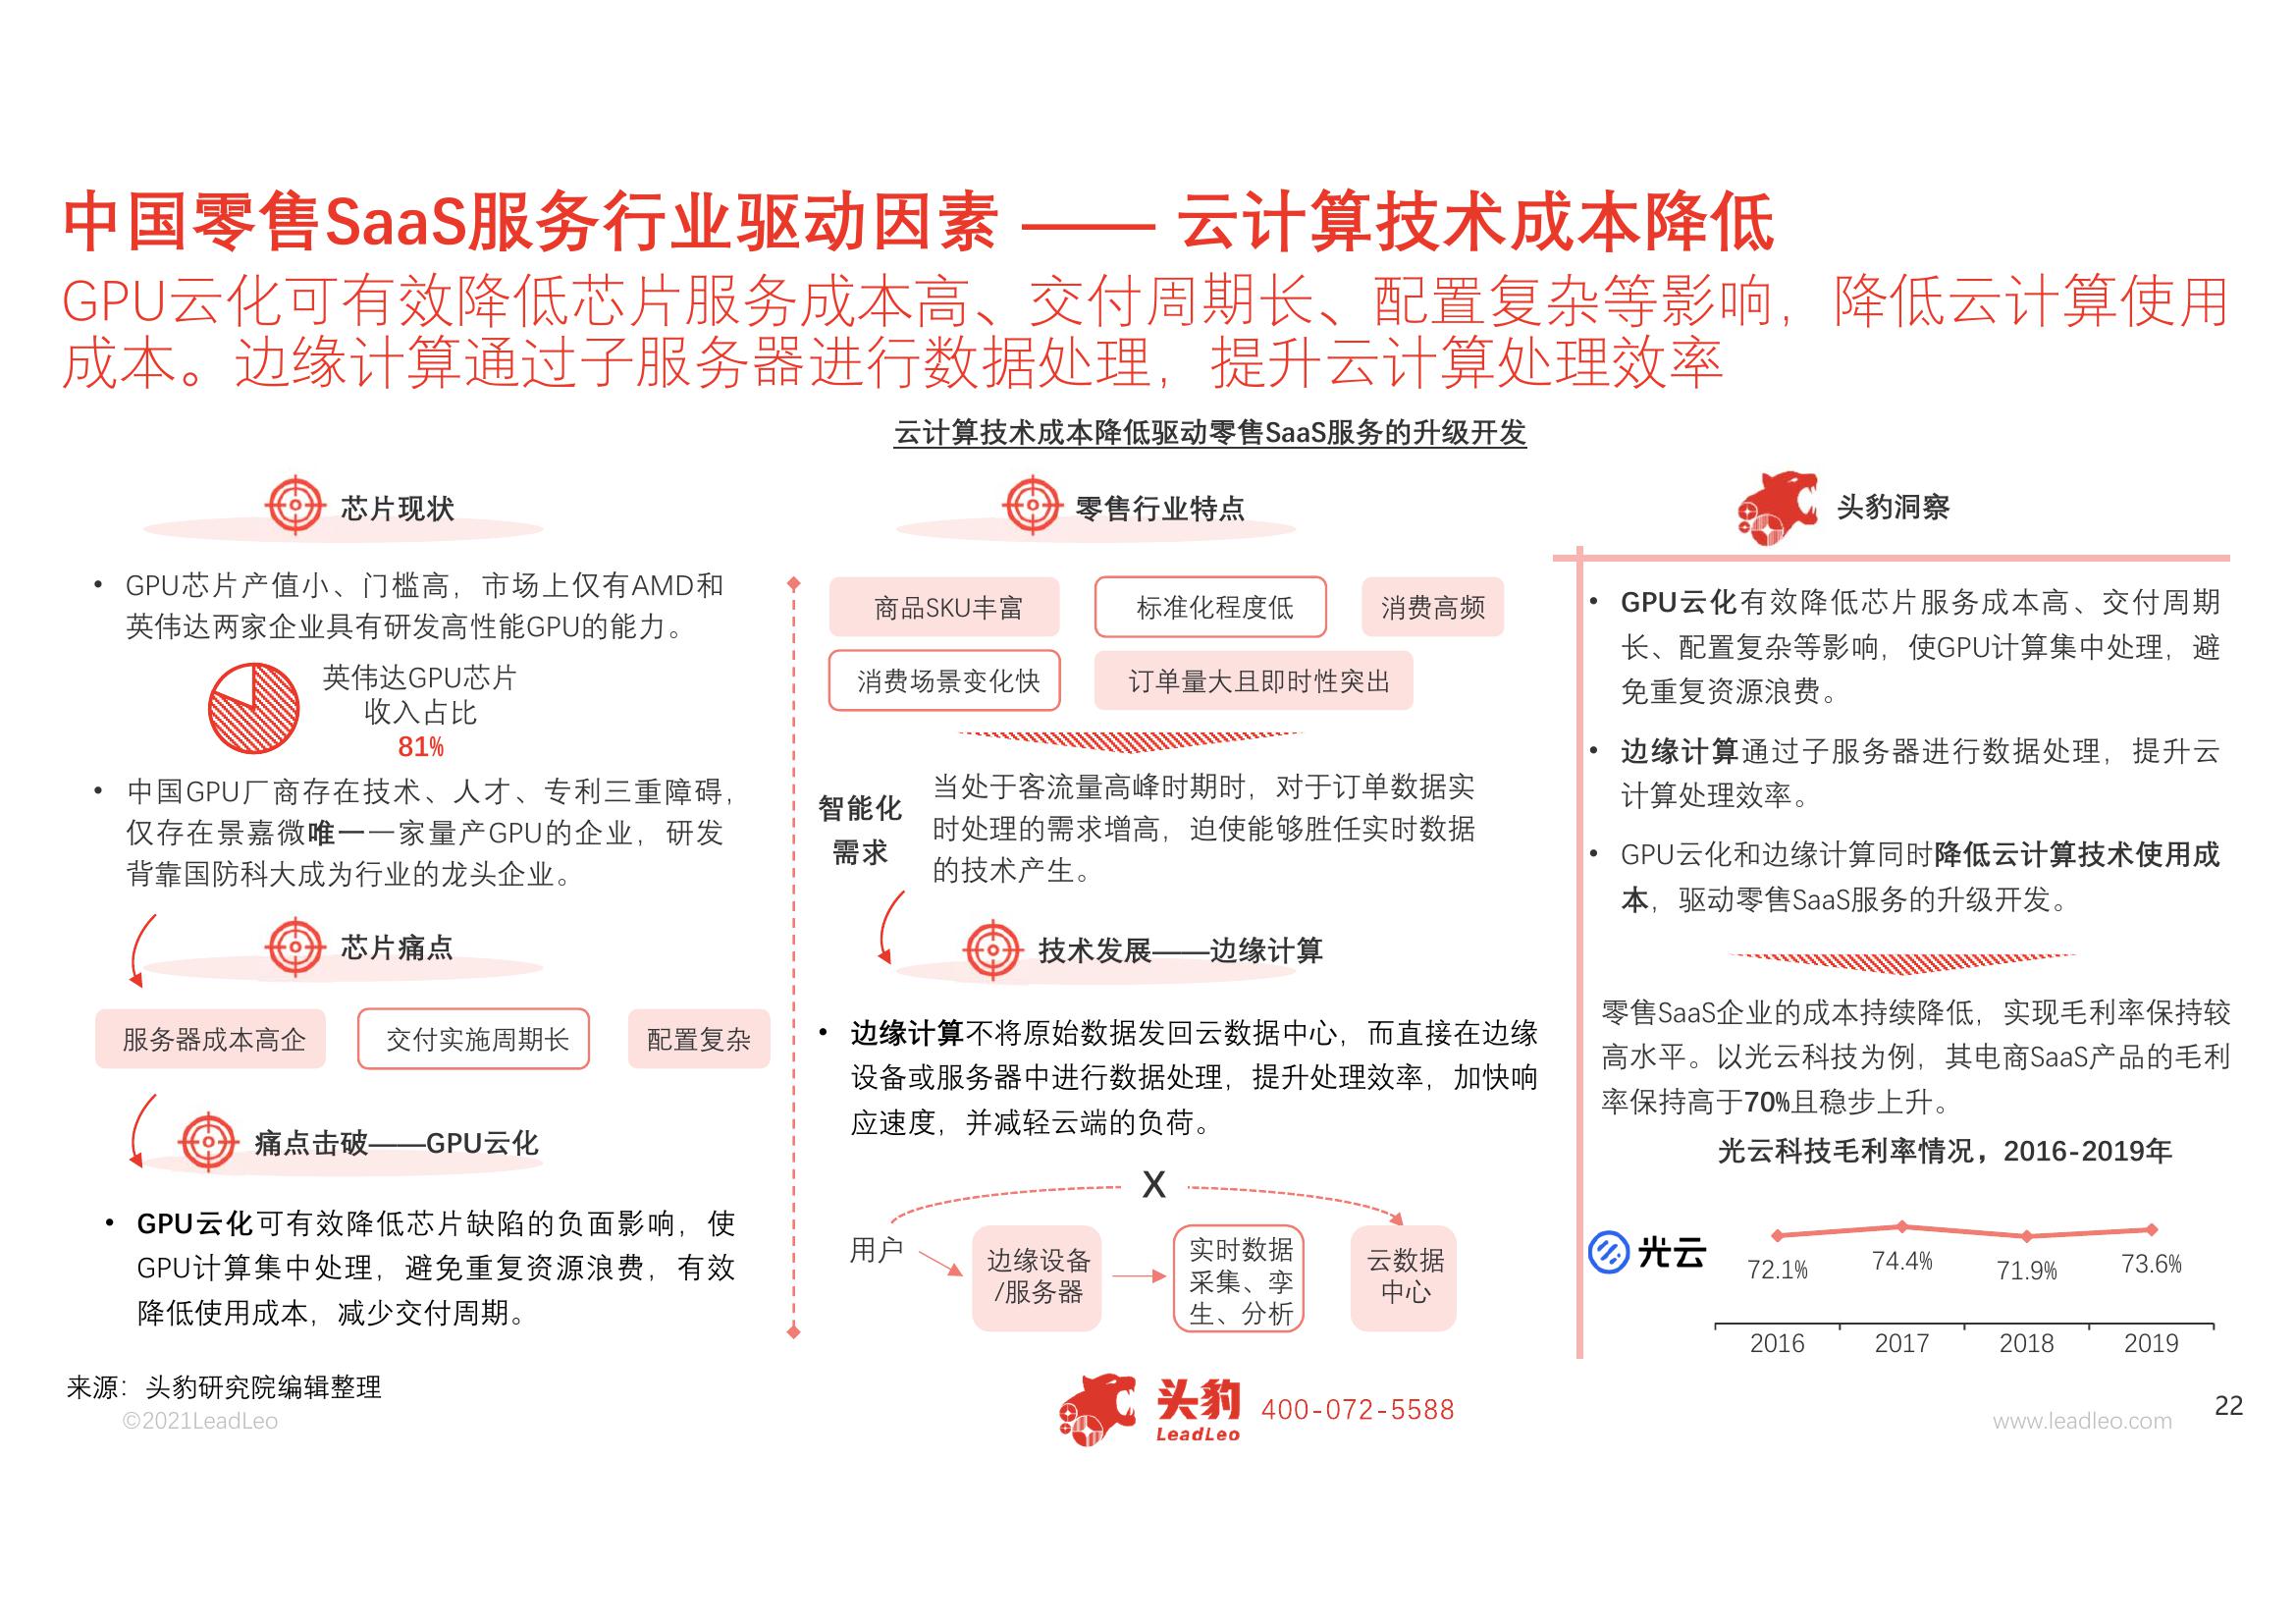 中国零售SaaS服务行业驱动因素 —— 云计算技术成本降低
GPU云化可有效降低芯片服务成本高、交付周期长、配置复杂等影响，降低云计算使用
成本。边缘计算通过子服务器进行数据处理，提升云计算处理效率
云计算技术成本降低驱动零售SaaS服务的升级开发
芯片现状
• GPU芯片产值小、门槛高，市场上仅有AMD和
英伟达两家企业具有研发高性能GPU的能力。
英伟达GPU芯片
收入占比
81%
• 中国GPU厂商存在技术、人才、专利三重障碍，
仅存在景嘉微唯一一家量产GPU的企业，研发
背靠国防科大成为行业的龙头企业。
芯片痛点
服务器成本高企
交付实施周期长
配置复杂
痛点击破——GPU云化
• GPU云化可有效降低芯片缺陷的负面影响，使
GPU计算集中处理，避免重复资源浪费，有效
降低使用成本，减少交付周期。
零售行业特点
商品SKU丰富
标准化程度低
消费高频
消费场景变化快
订单量大且即时性突出
智能化
需求
当处于客流量高峰时期时，对于订单数据实
时处理的需求增高，迫使能够胜任实时数据
的技术产生。
技术发展——边缘计算
• 边缘计算不将原始数据发回云数据中心，而直接在边缘
设备或服务器中进行数据处理，提升处理效率，加快响
应速度，并减轻云端的负荷。
X
用户
边缘设备
/服务器
实时数据
采集、孪
生、分析
云数据
中心
头豹洞察
• GPU云化有效降低芯片服务成本高、交付周期
长、配置复杂等影响，使GPU计算集中处理，避
免重复资源浪费。
• 边缘计算通过子服务器进行数据处理，提升云
计算处理效率。
• GPU云化和边缘计算同时降低云计算技术使用成
本，驱动零售SaaS服务的升级开发。
零售SaaS企业的成本持续降低，实现毛利率保持较
高水平。以光云科技为例，其电商SaaS产品的毛利
率保持高于70%且稳步上升。
光云科技毛利率情况，2016-2019年
光云
72.1%
74.4%
71.9%
73.6%
2016
2017
2018
2019
来源：头豹研究院编辑整理
©2021LeadLeo
头豹
LeadLeo
400-072-5588
www.leadleo.com
22